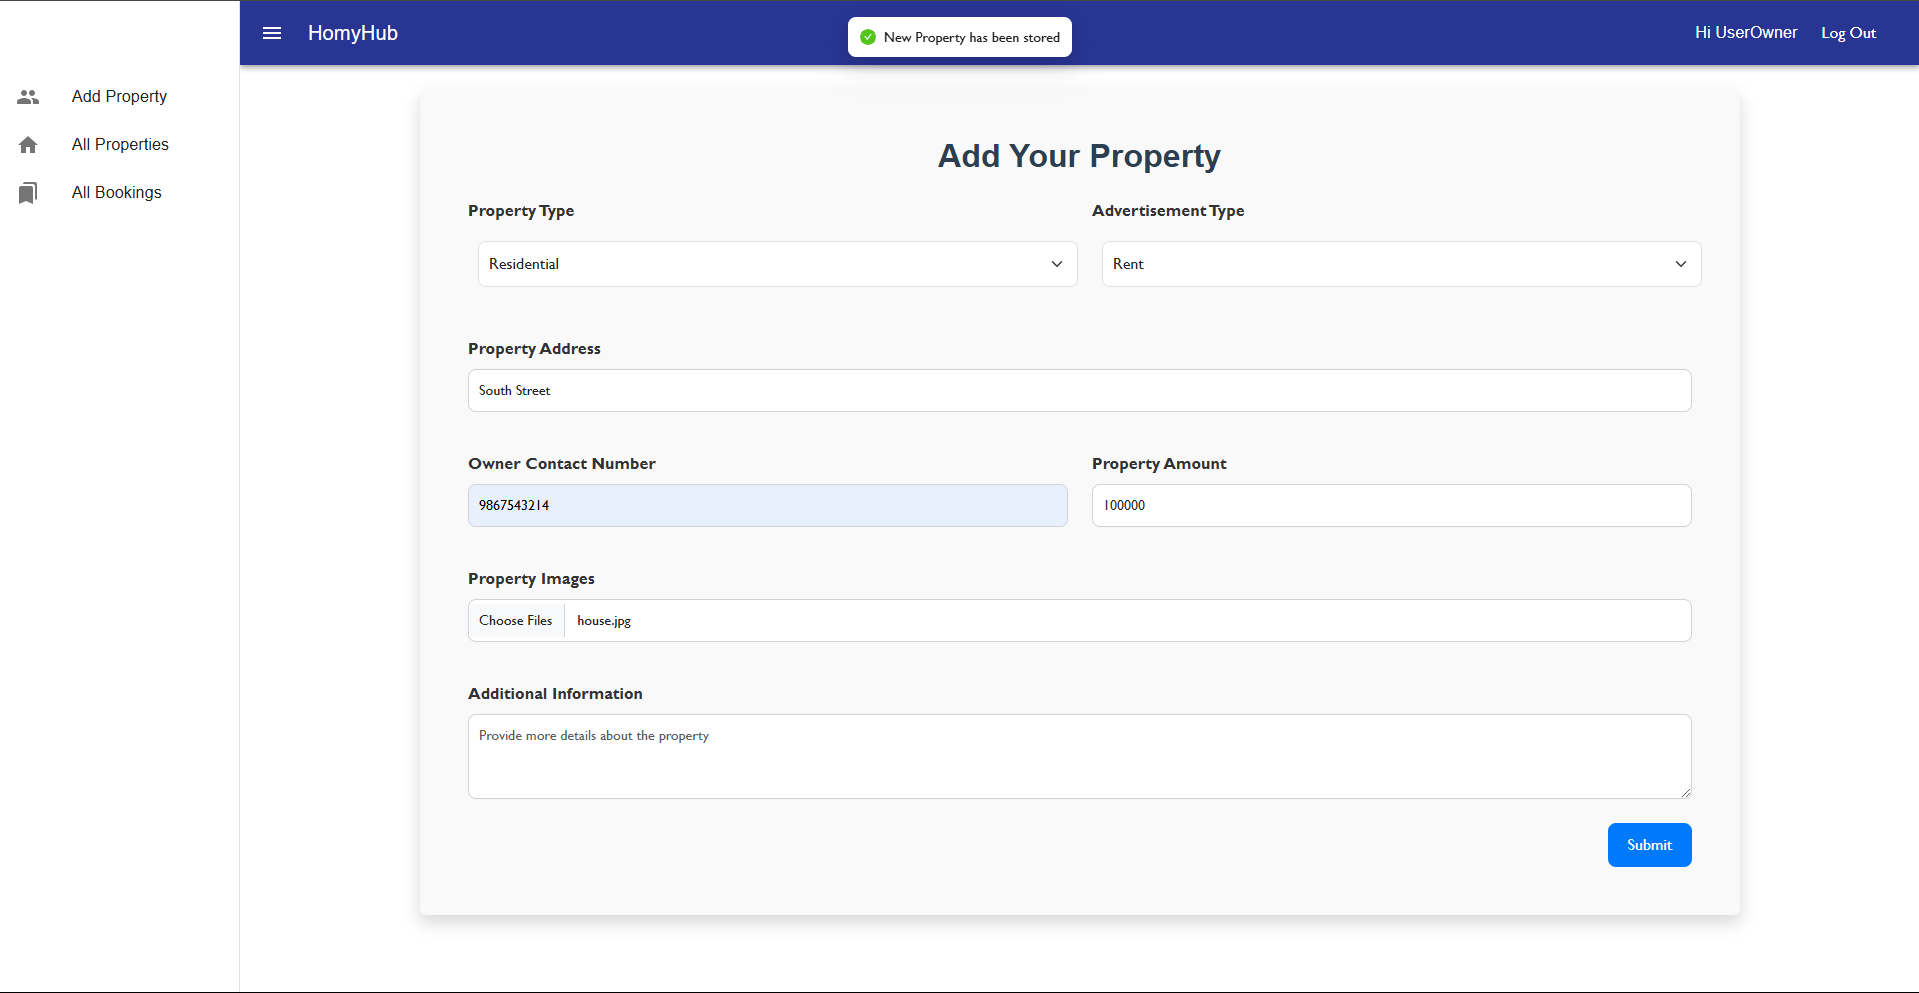 HomyHub
New Property has been stored
Hi UserOwner
Log Out
Add Property
All Properties
All Bookings
Add Your Property
Property Type
Advertisement Type
Residential
Rent
Property Address
South Street
Owner Contact Number
Property Amount
9867543214
100000
Property Images
Choose Files
house.jpg
Additional Information
Provide more details about the property
Submit